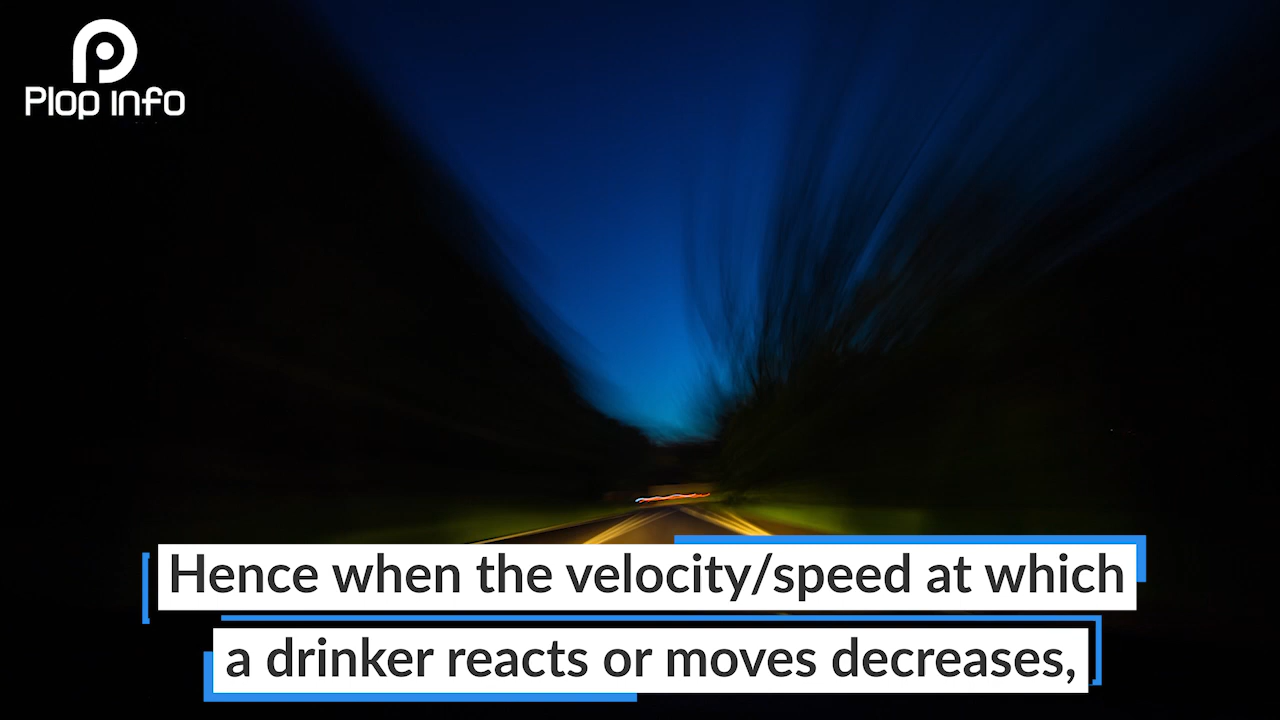 Plop info
Hence when the velocity/speed at which
a drinker reacts or moves decreases,